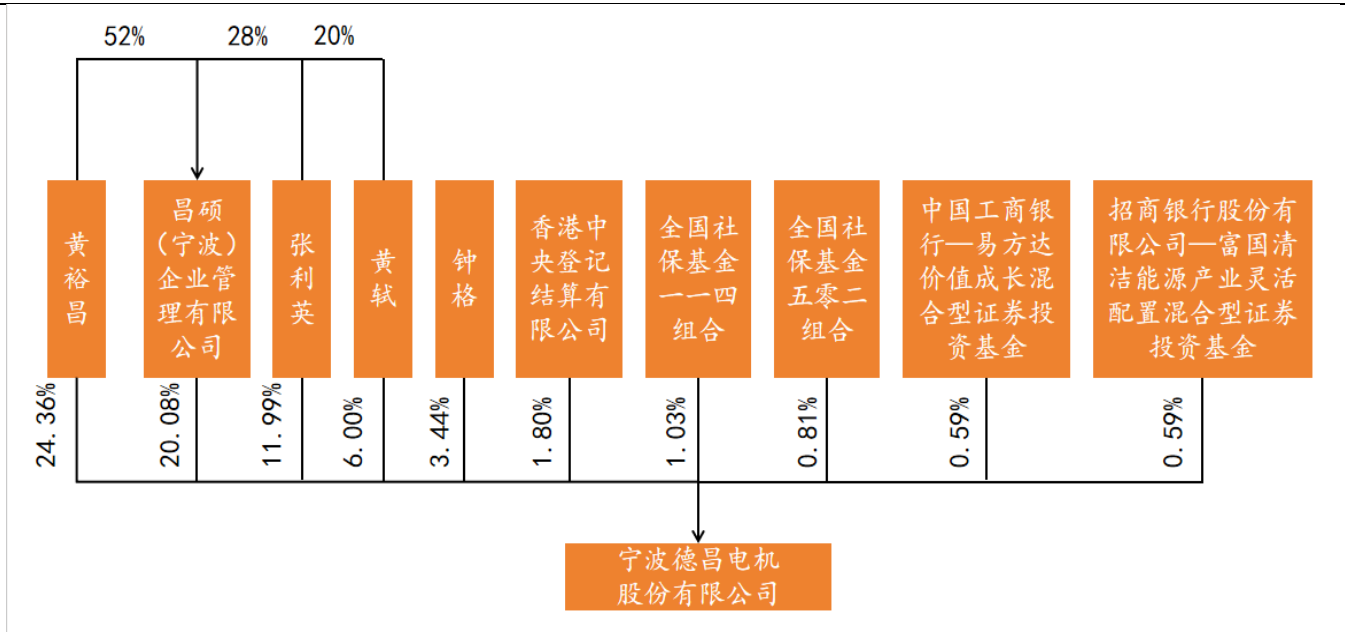 52%
28%
20%
黄
裕
昌
昌硕
（宁波）
企业管
理有限
公司
张
利
英
黄
轼
钟
格
香港中
央登记
结算有
限公司
全国社
保基金
一一四
组合
全国社
保基金
五零二
组合
中国工商银
行—易方达
价值成长混
合型证券投
资基金
招商银行股份有
限公司—富国清
洁能源产业灵活
配置混合型证券
投资基金
24.36%
20.08%
11.99%
6.00%
3.44%
1.80%
1.03%
0.81%
0.59%
0.59%
宁波德昌电机
股份有限公司